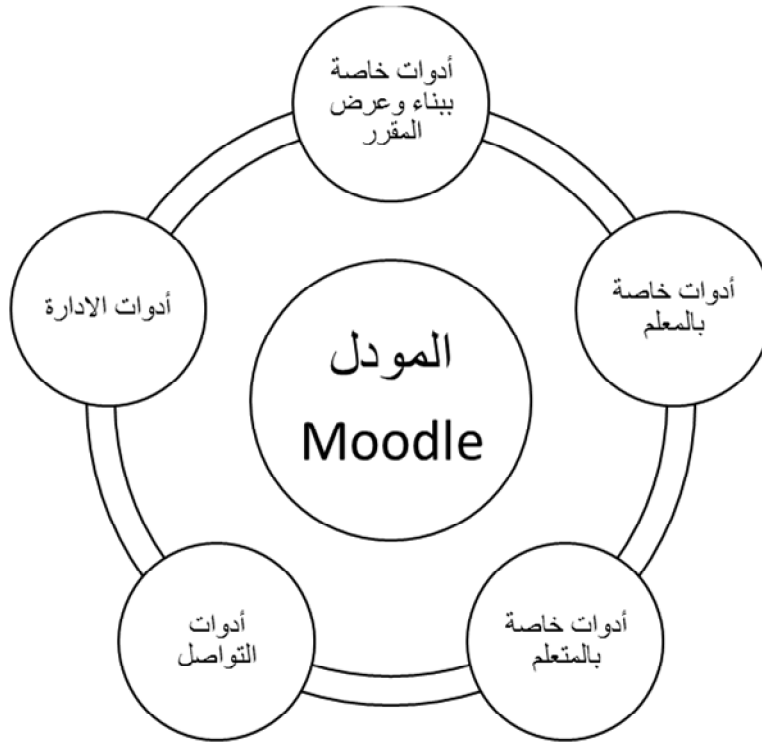 أدوات خاصة
ببناء وعرض
المقرر
أدوات خاصة
بالمعلم
أدوات خاصة
بالمتعلم
أدوات
التواصل
أدوات الادارة
المودل
Moodle